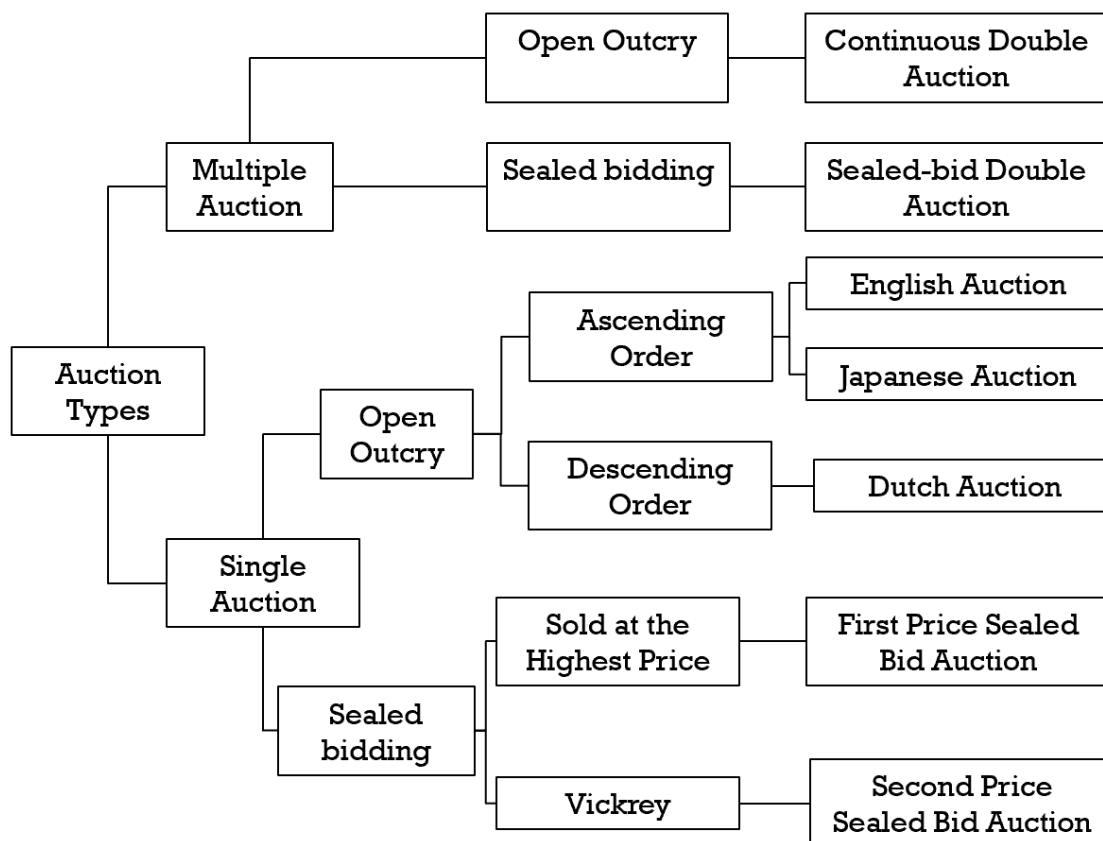 Open Outcry
Continuous Double
Auction
Multiple
Auction
Sealed bidding
Sealed-bid Double
Auction
English Auction
Ascending
Order
Japanese Auction
Auction
Types
Open
Outcry
Descending
Order
Dutch Auction
Single
Auction
Sold at the
Highest Price
First Price Sealed
Bid Auction
Sealed
bidding
Vickrey
Second Price
Sealed Bid Auction